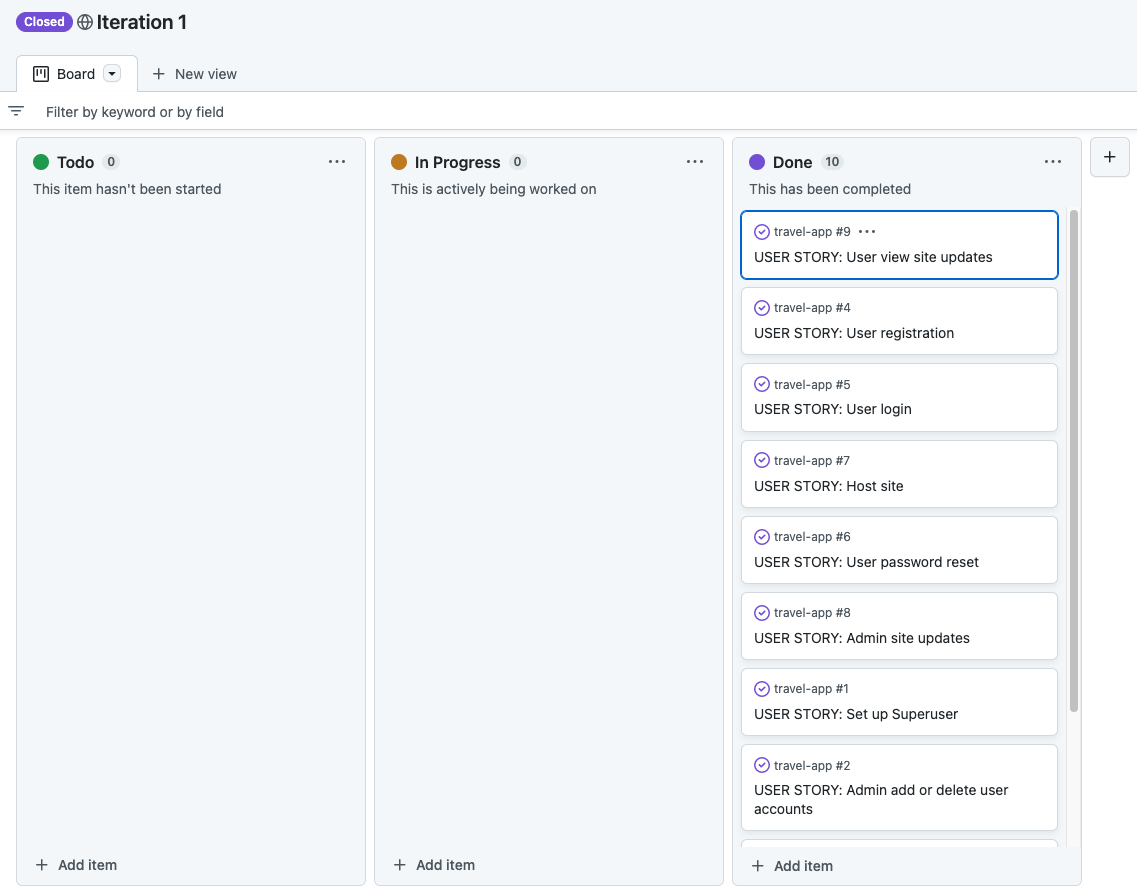 Closed Iteration 1
Board
New view
Filter by keyword or by field
Todo 0
This item hasn't been started
Add item
In Progress 0
This is actively being worked on
Add item
Done 10
This has been completed
travel-app #9
USER STORY: User view site updates
travel-app #4
USER STORY: User registration
travel-app #5
USER STORY: User login
travel-app #7
USER STORY: Host site
travel-app #6
USER STORY: User password reset
travel-app #8
USER STORY: Admin site updates
travel-app #1
USER STORY: Set up Superuser
travel-app #2
USER STORY: Admin add or delete user
accounts
Add item